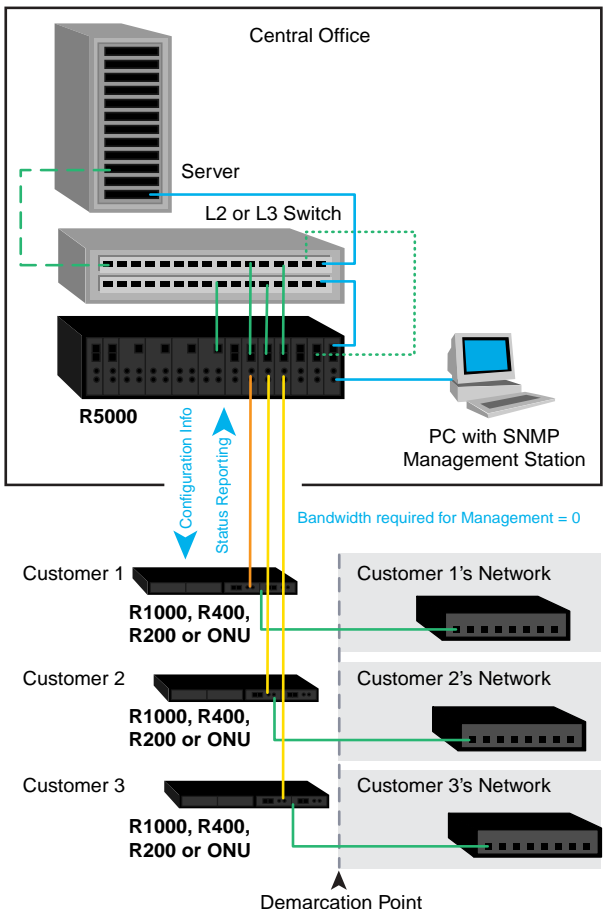 Central Office
Server
L2 or L3 Switch
R5000
PC with SNMP
Management Station
Configuration Info
Status Reporting
Bandwidth required for Management = 0
Customer 1
R1000, R400,
R200 or ONU
Customer 1's Network
Customer 2
R1000, R400,
R200 or ONU
Customer 2's Network
Customer 3
R1000, R400,
R200 or ONU
Customer 3's Network
Demarcation Point